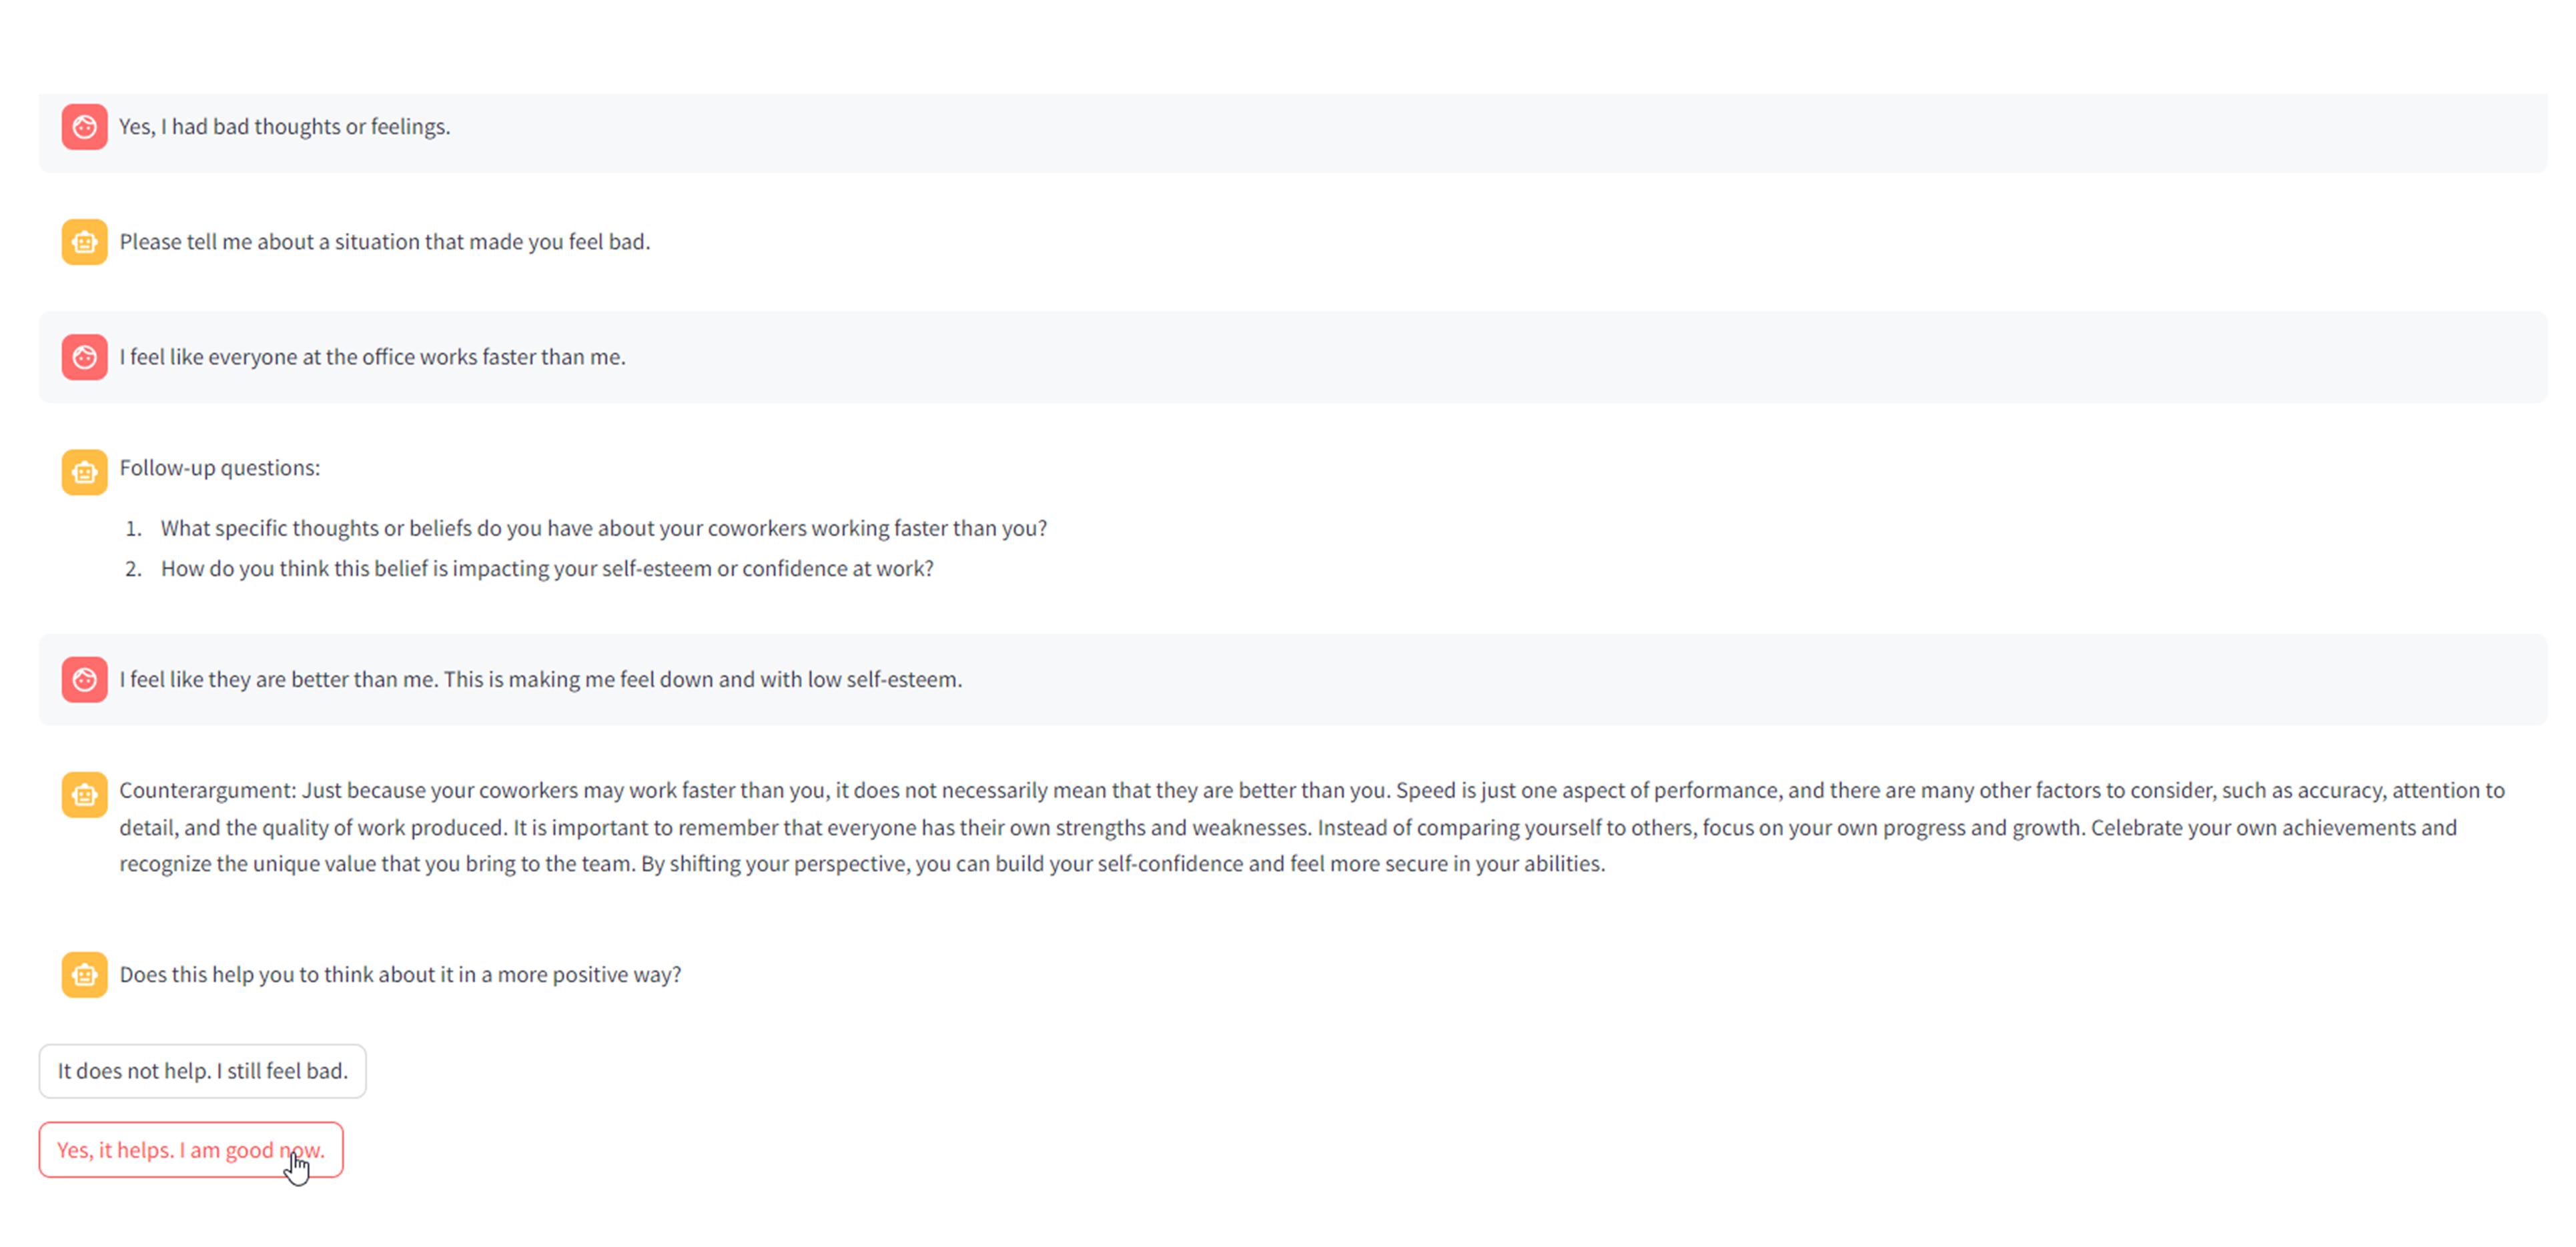 Yes, I had bad thoughts or feelings.
Please tell me about a situation that made you feel bad.
I feel like everyone at the office works faster than me.
Follow-up questions:
1. What specific thoughts or beliefs do you have about your coworkers working faster than you?
2. How do you think this belief is impacting your self-esteem or confidence at work?
I feel like they are better than me. This is making me feel down and with low self-esteem.
Counterargument: Just because your coworkers may work faster than you, it does not necessarily mean that they are better than you. Speed is just one aspect of performance, and there are many other factors to consider, such as accuracy, attention to
detail, and the quality of work produced. It is important to remember that everyone has their own strengths and weaknesses. Instead of comparing yourself to others, focus on your own progress and growth. Celebrate your own achievements and
recognize the unique value that you bring to the team. By shifting your perspective, you can build your self-confidence and feel more secure in your abilities.
Does this help you to think about it in a more positive way?
It does not help. I still feel bad.
Yes, it helps. I am good now.